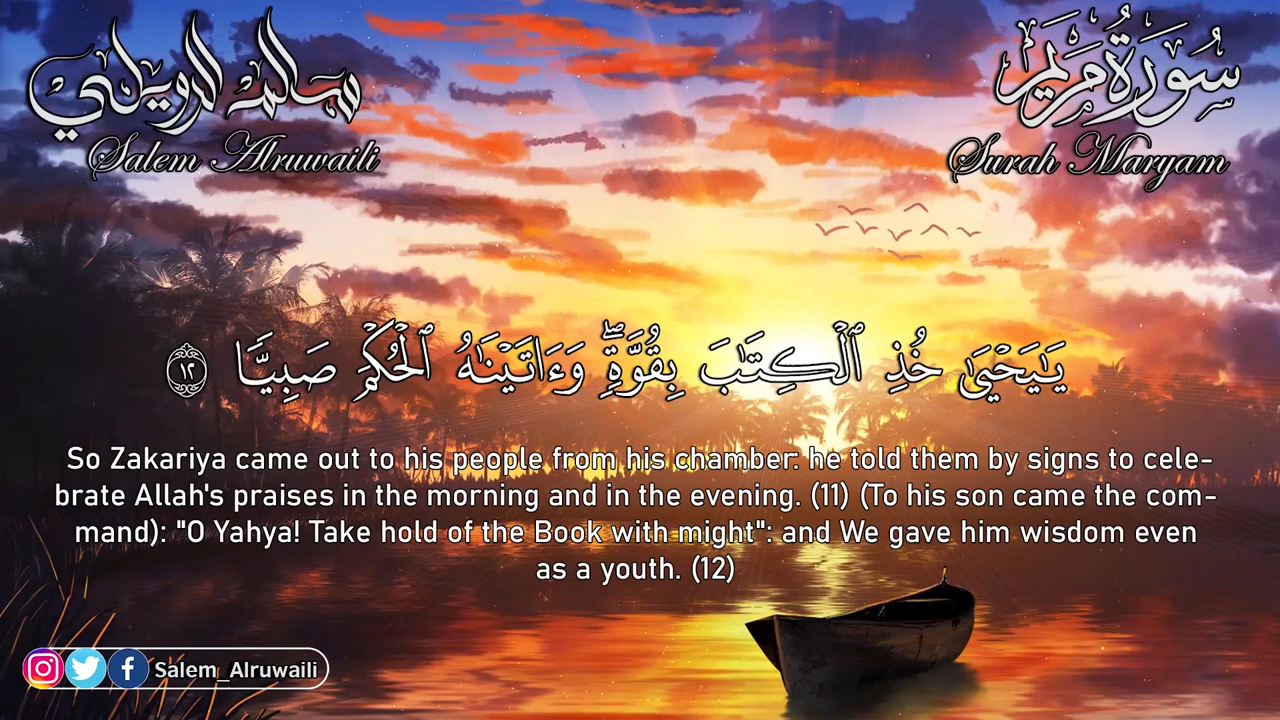 سالم الرويلي
Salem Alruwaili
سُورَةُ مَرْيَم
Surah Maryam
يَـٰيَحْيَىٰ خُذِ ٱلْكِتَـٰبَ بِقُوَّةٍۢ ۖ وَءَاتَيْنَـٰهُ ٱلْحُكْمَ صَبِيًّۭا ١٢
So Zakariya came out to his people from his chamber: he told them by signs to cele-
brate Allah's praises in the morning and in the evening. (11) (To his son came the com-
mand): "O Yahya! Take hold of the Book with might": and We gave him wisdom even
as a youth. (12)
Salem_Alruwaili